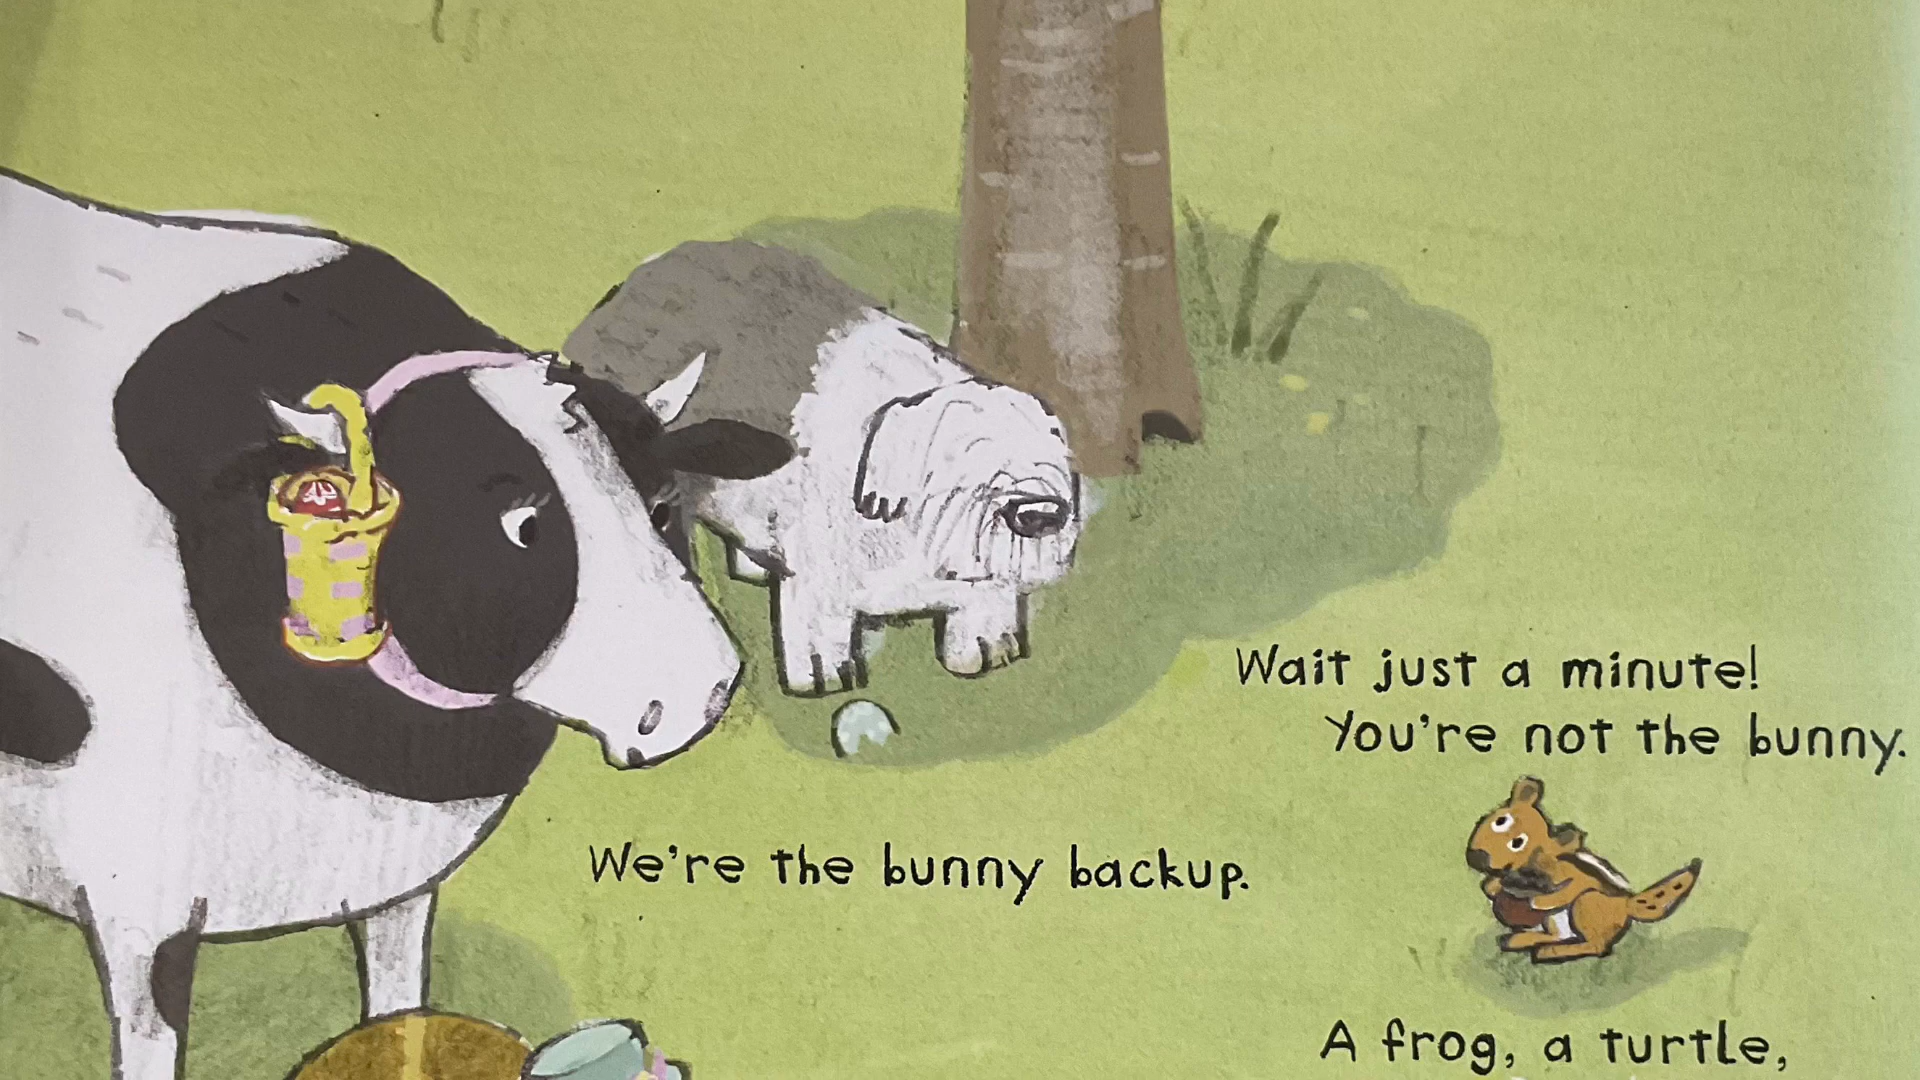 Wait just a minute!
You're not the bunny.
We're the bunny backup.
A frog, a turtle,